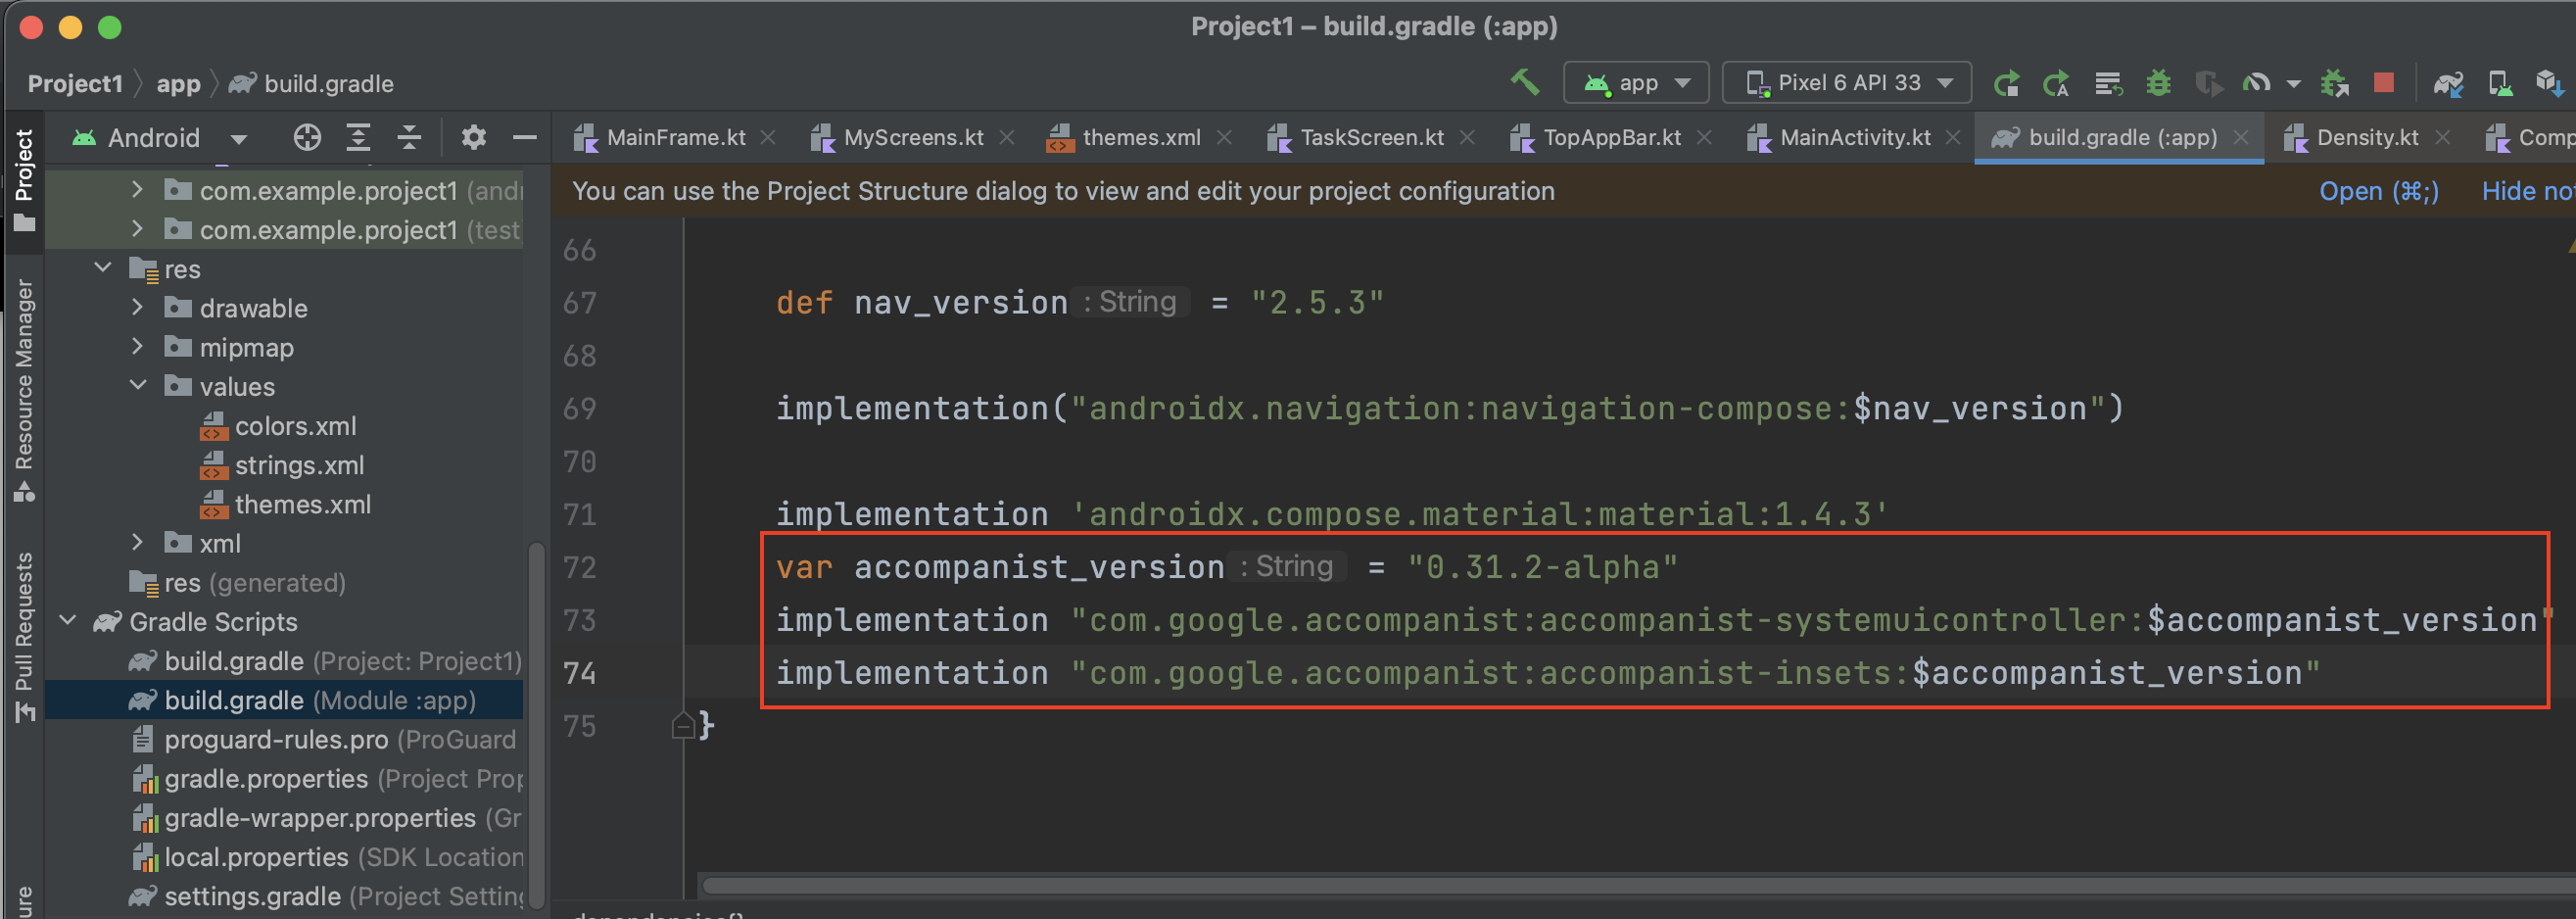 Project1 – build.gradle (:app)
Project1 app build.gradle
app Pixel 6 API 33
Android
MainFrame.kt MyScreens.kt themes.xml TaskScreen.kt TopAppBar.kt MainActivity.kt build.gradle (:app) Density.kt Comp
You can use the Project Structure dialog to view and edit your project configuration Open (⌘;) Hide no
Project
Resource Manager
Pull Requests
ure
com.example.project1 (and
com.example.project1 (test
res
drawable
mipmap
values
colors.xml
strings.xml
themes.xml
xml
res (generated)
Gradle Scripts
build.gradle (Project: Project1)
build.gradle (Module :app)
proguard-rules.pro (ProGuard
gradle.properties (Project Prop
gradle-wrapper.properties (Gr
local.properties (SDK Location
settings.gradle (Project Setting
66
67 def nav_version : String = "2.5.3"
68
69 implementation("androidx.navigation:navigation-compose:$nav_version")
70
71 implementation 'androidx.compose.material:material:1.4.3'
72 var accompanist_version : String = "0.31.2-alpha"
73 implementation "com.google.accompanist:accompanist-systemuicontroller:$accompanist_version"
74 implementation "com.google.accompanist:accompanist-insets:$accompanist_version"
75 }
dependencies{}